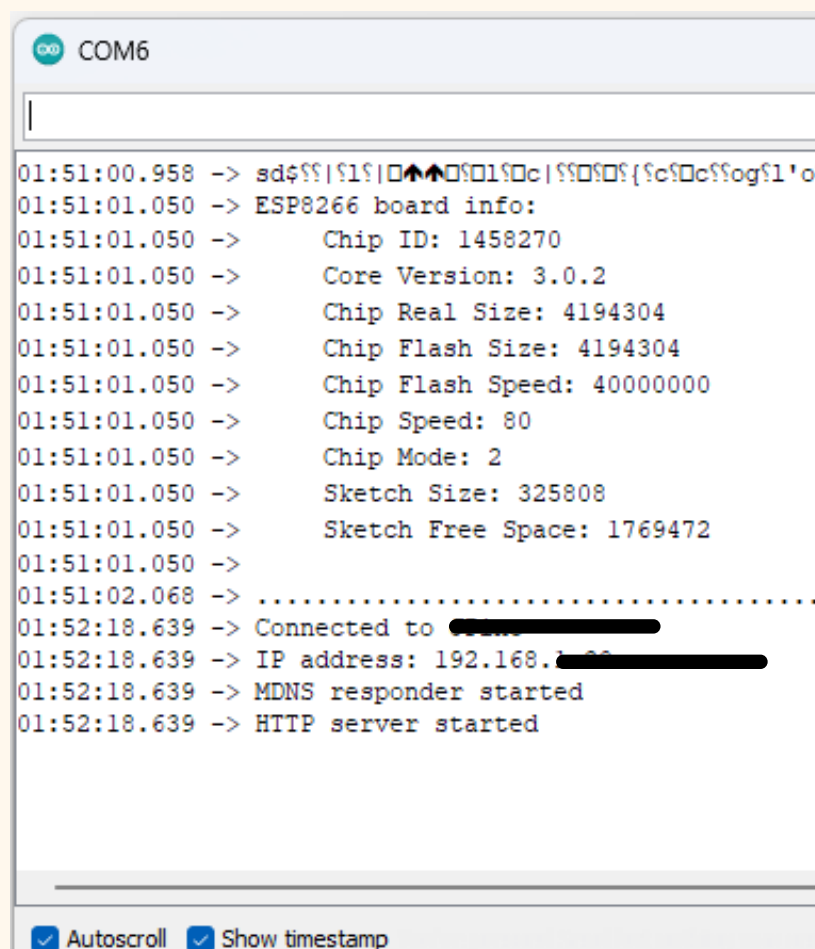 COM6
01:51:00.958 -> sd$
01:51:01.050 -> ESP8266 board info:
01:51:01.050 -> Chip ID: 1458270
01:51:01.050 -> Core Version: 3.0.2
01:51:01.050 -> Chip Real Size: 4194304
01:51:01.050 -> Chip Flash Size: 4194304
01:51:01.050 -> Chip Flash Speed: 40000000
01:51:01.050 -> Chip Speed: 80
01:51:01.050 -> Chip Mode: 2
01:51:01.050 -> Sketch Size: 325808
01:51:01.050 -> Sketch Free Space: 1769472
01:51:01.050 ->
01:51:02.068 -> ......................................
01:52:18.639 -> Connected to
01:52:18.639 -> IP address: 192.168.
01:52:18.639 -> MDNS responder started
01:52:18.639 -> HTTP server started
Autoscroll Show timestamp